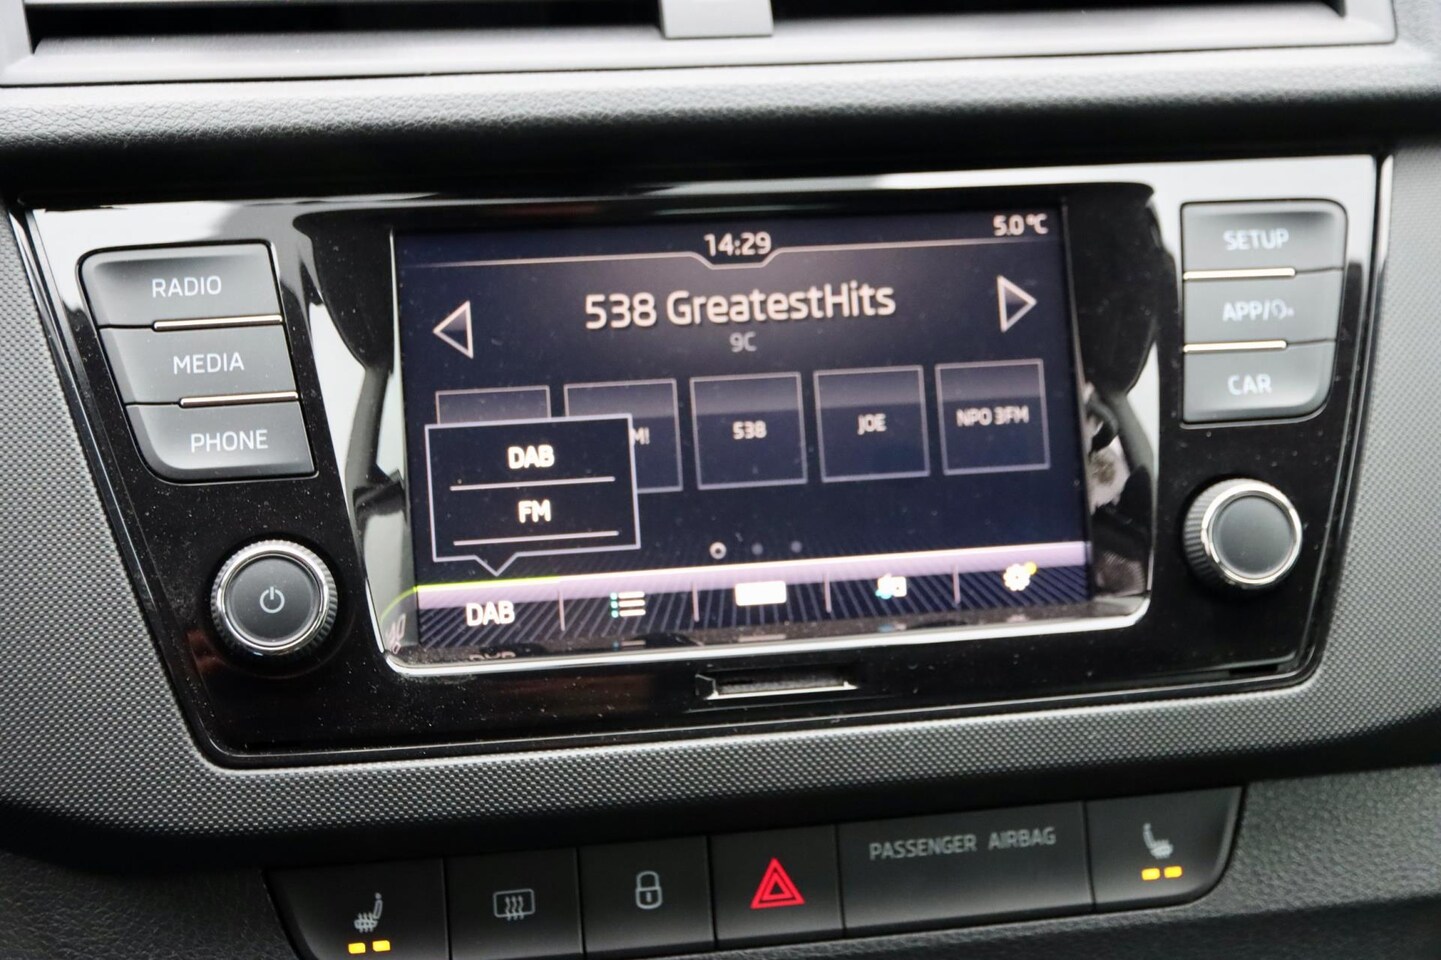 14:29
5.0 °C
538 GreatestHits
9C
M!
538
JOE
NPO 3FM
DAB
FM
DAB
RADIO
MEDIA
PHONE
SETUP
APP/
CAR
PASSENGER AIRBAG